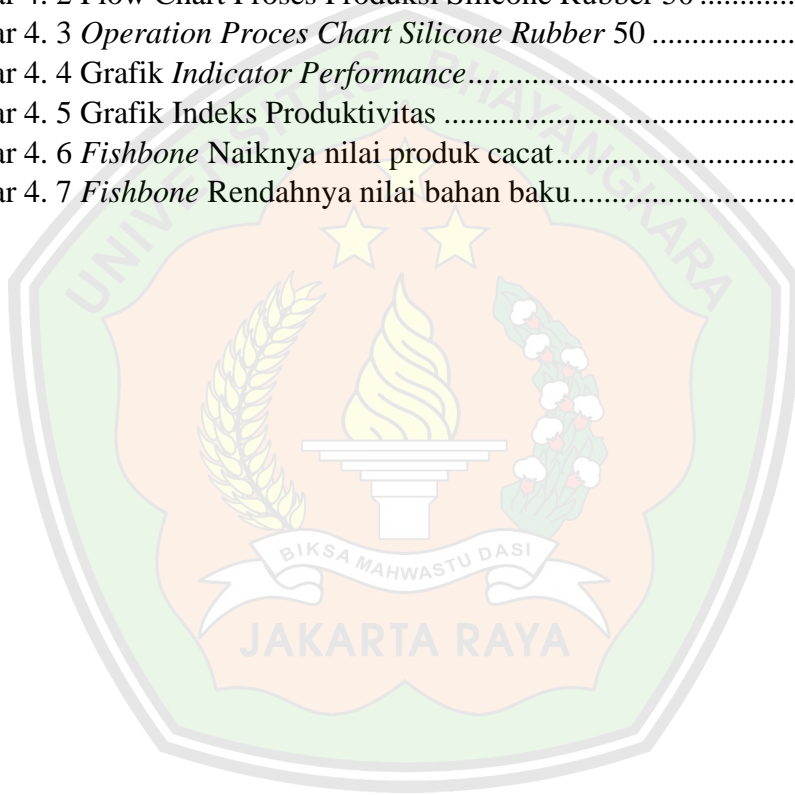 ar 4. 2 Flow Chart Proses Produksi Silicone Rubber 50 ............
ar 4. 3 Operation Proces Chart Silicone Rubber 50 ..................
ar 4. 4 Grafik Indicator Performance..........................................
ar 4. 5 Grafik Indeks Produktivitas .............................................
ar 4. 6 Fishbone Naiknya nilai produk cacat..............................
ar 4. 7 Fishbone Rendahnya nilai bahan baku............................
UNIVERSITAS BHAYANGKARA
BIKSA MAHWASTU DASI
JAKARTA RAYA